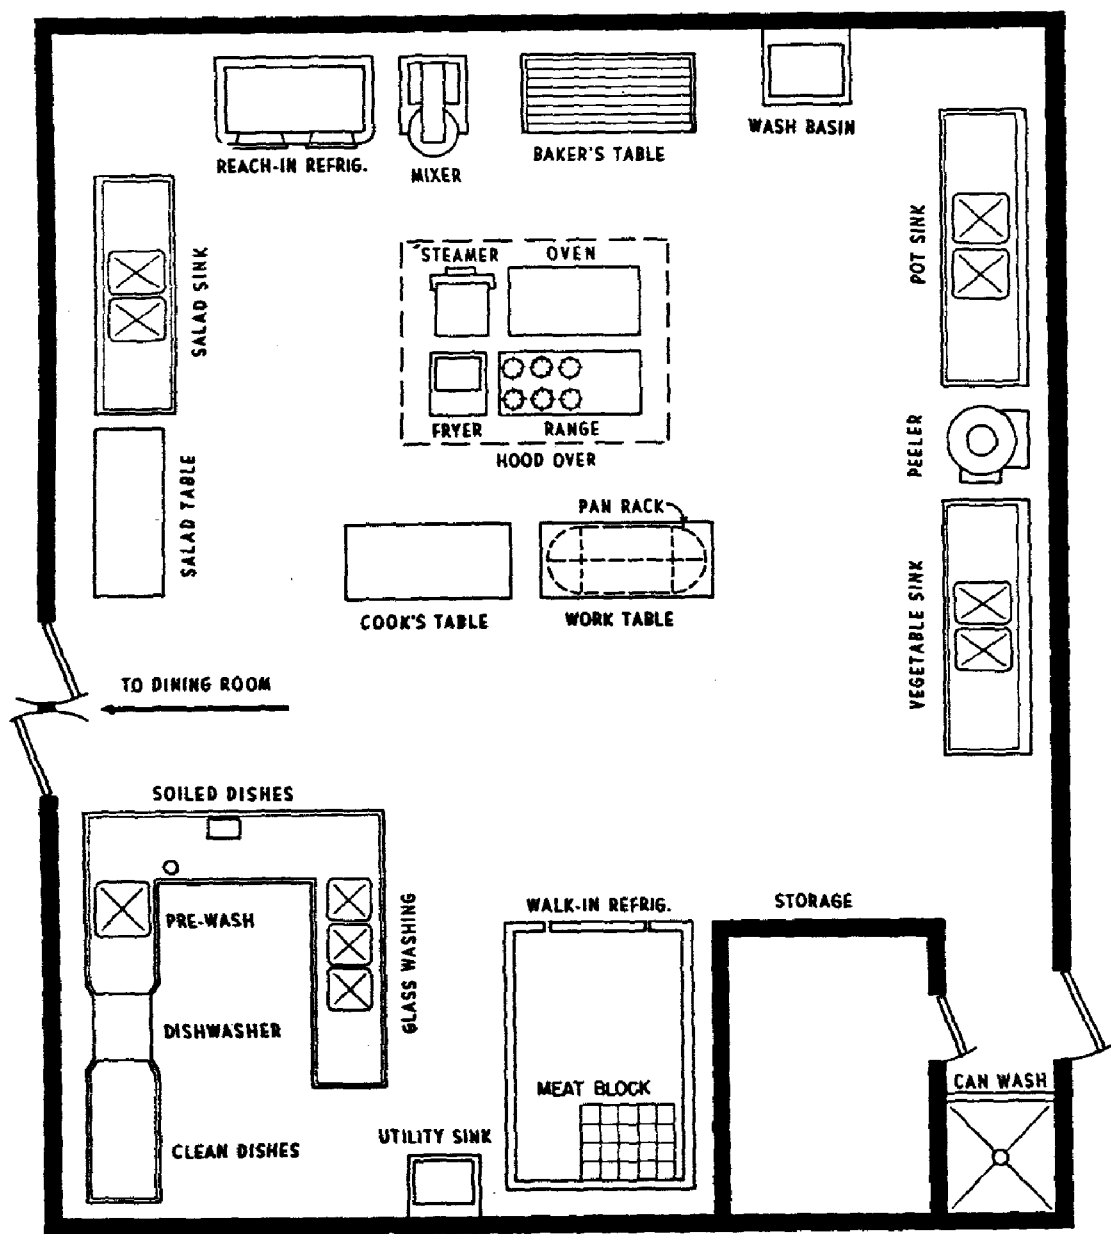 WASH BASIN
BAKER'S TABLE
REACH-IN REFRIG.
MIXER
STEAMER
OVEN
SALAD SINK
POT SINK
FRYER
RANGE
HOOD OVER
PEELER
SALAD TABLE
PAN RACK
COOK'S TABLE
WORK TABLE
VEGETABLE SINK
TO DINING ROOM
SOILED DISHES
PRE-WASH
GLASS WASHING
WALK-IN REFRIG.
STORAGE
DISHWASHER
CAN WASH
MEAT BLOCK
UTILITY SINK
CLEAN DISHES